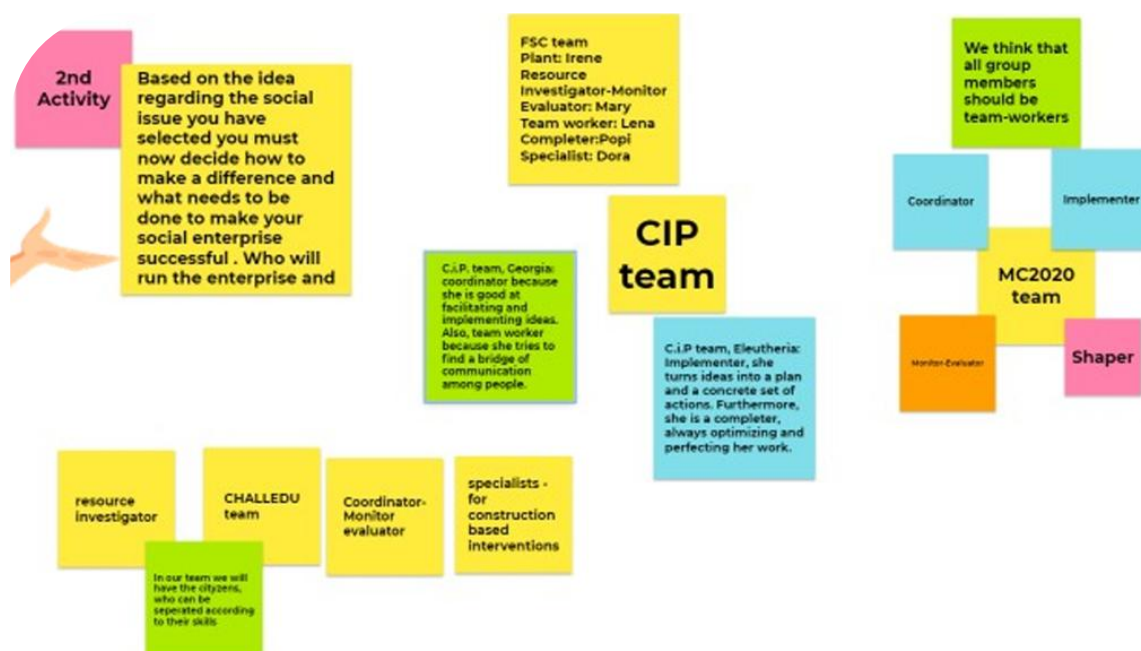 2nd
Activity
Based on the idea
regarding the social
issue you have
selected you must
now decide how to
make a difference and
what needs to be
done to make your
social enterprise
successful . Who will
run the enterprise and
FSC team
Plant: Irene
Resource
Investigator-Monitor
Evaluator: Mary
Team worker: Lena
Completer:Popi
Specialist: Dora
CIP
team
C.i.P. team, Georgia:
coordinator because
she is good at
facilitating and
implementing ideas.
Also, team worker
because she tries to
find a bridge of
communication
among people.
C.i.P team, Eleutheria:
Implementer, she
turns ideas into a plan
and a concrete set of
actions. Furthermore,
she is a completer,
always optimizing and
perfecting her work.
We think that
all group
members
should be
team-workers
Coordinator
Implementer
MC2020
team
Monitor-Evaluator
Shaper
resource
investigator
CHALLEDU
team
Coordinator-
Monitor
evaluator
specialists -
for
construction
based
interventions
In our team we will
have the cityzens,
who can be
seperated according
to their skills